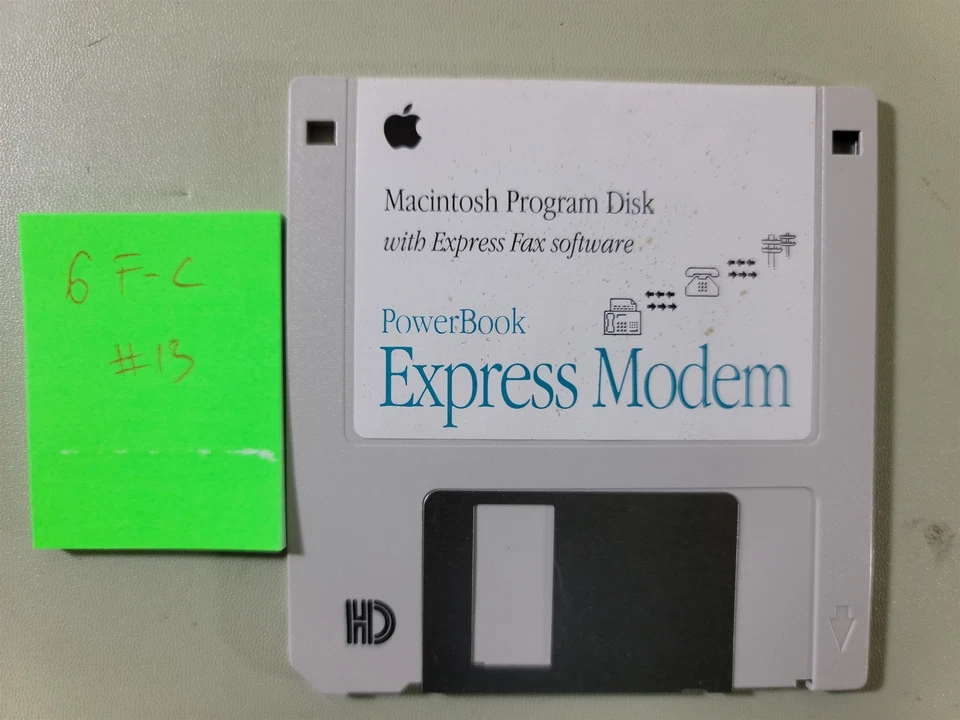 6 F-C
#13
Macintosh Program Disk
with Express Fax software
PowerBook
Express Modem
HD